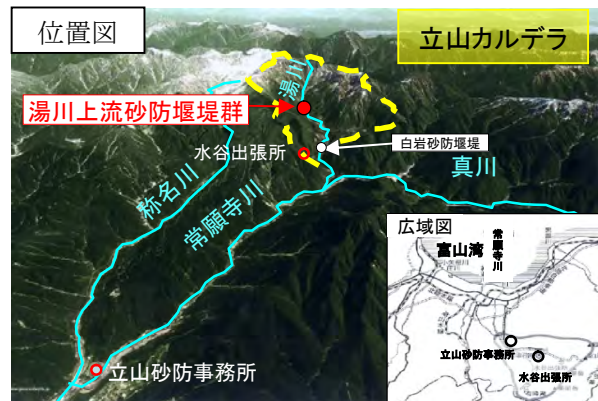 位置図
立山カルデラ
湯川
湯川上流砂防堰堤群
水谷出張所
白岩砂防堰堤
真川
称名川
常願寺川
立山砂防事務所
広域図
富山湾
常願寺川
立山砂防事務所
水谷出張所